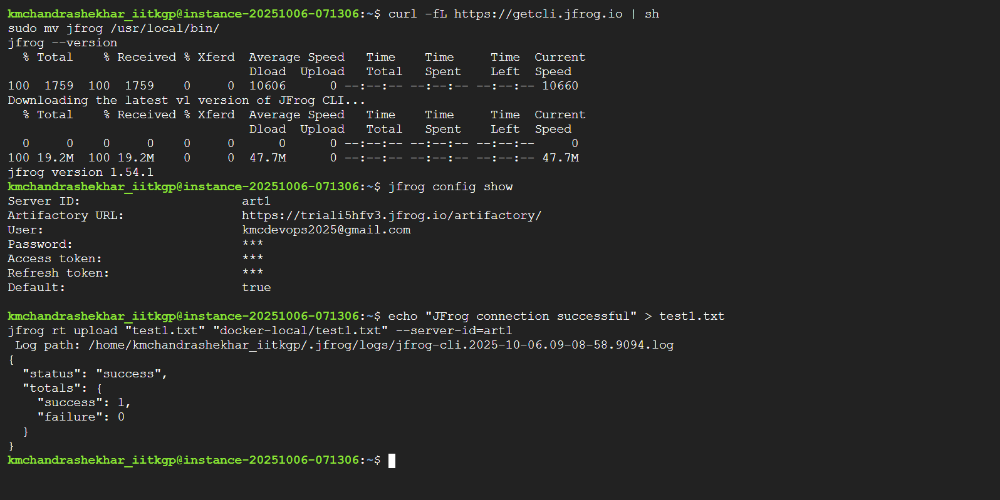 kmchandrashekhar_iitkgp@instance-20251006-071306:~$ curl -fL https://getcli.jfrog.io | sh
sudo mv jfrog /usr/local/bin/
jfrog --version
  % Total    % Received % Xferd  Average Speed   Time    Time     Time  Current
                                 Dload  Upload   Total   Spent    Left  Speed
100  1759  100  1759    0     0  10606      0 --:--:-- --:--:-- --:--:-- 10660
Downloading the latest v1 version of JFrog CLI...
  % Total    % Received % Xferd  Average Speed   Time    Time     Time  Current
                                 Dload  Upload   Total   Spent    Left  Speed
  0     0    0     0    0     0      0      0 --:--:-- --:--:-- --:--:--     0
100 19.2M  100 19.2M    0     0  47.7M      0 --:--:-- --:--:-- --:--:-- 47.7M
jfrog version 1.54.1
kmchandrashekhar_iitkgp@instance-20251006-071306:~$ jfrog config show
Server ID:                      art1
Artifactory URL:                https://triali5hfv3.jfrog.io/artifactory/
User:                           kmcdevops2025@gmail.com
Password:                       ***
Access token:                   ***
Refresh token:                  ***
Default:                        true
kmchandrashekhar_iitkgp@instance-20251006-071306:~$ echo "JFrog connection successful" > test1.txt
jfrog rt upload "test1.txt" "docker-local/test1.txt" --server-id=art1
 Log path: /home/kmchandrashekhar_iitkgp/.jfrog/logs/jfrog-cli.2025-10-06.09-08-58.9094.log
{
  "status": "success",
  "totals": {
    "success": 1,
    "failure": 0
  }
}
kmchandrashekhar_iitkgp@instance-20251006-071306:~$